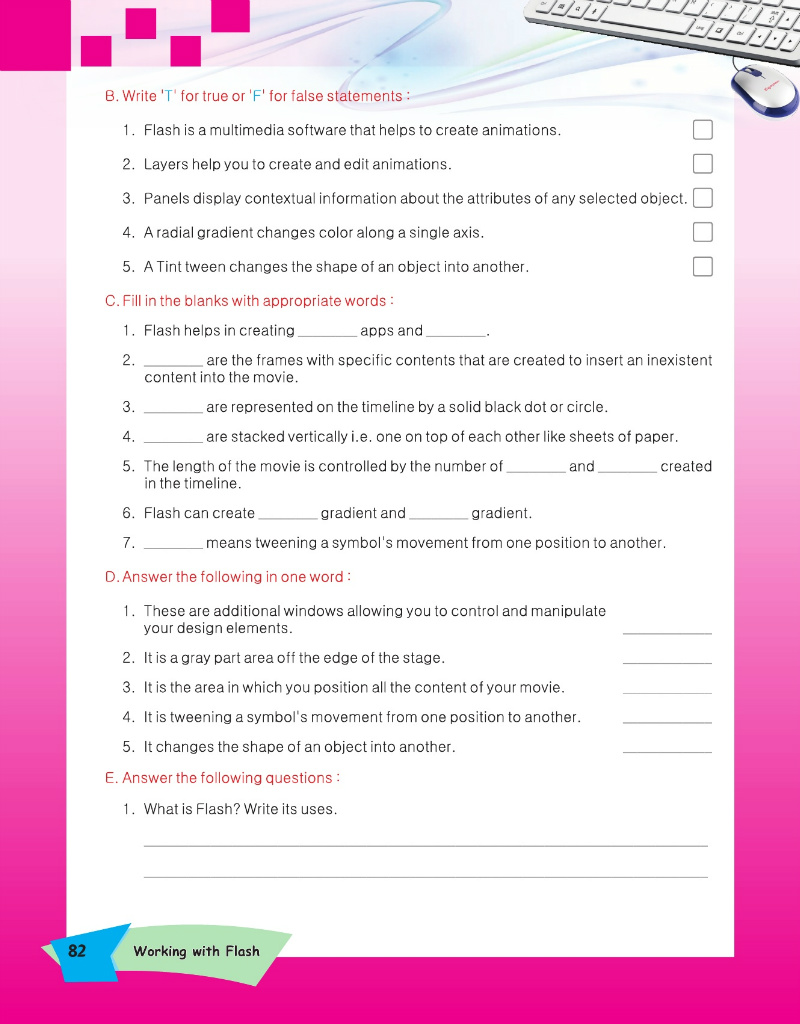 B. Write 'T' for true or 'F' for false statements :
1. Flash is a multimedia software that helps to create animations.
2. Layers help you to create and edit animations.
3. Panels display contextual information about the attributes of any selected object.
4. A radial gradient changes color along a single axis.
5. A Tint tween changes the shape of an object into another.
C. Fill in the blanks with appropriate words :
1. Flash helps in creating ________ apps and ________.
2. ________ are the frames with specific contents that are created to insert an inexistent
content into the movie.
3. ________ are represented on the timeline by a solid black dot or circle.
4. ________ are stacked vertically i.e. one on top of each other like sheets of paper.
5. The length of the movie is controlled by the number of ________ and ________ created
in the timeline.
6. Flash can create ________ gradient and ________ gradient.
7. ________ means tweening a symbol's movement from one position to another.
D. Answer the following in one word :
1. These are additional windows allowing you to control and manipulate
your design elements. ____________
2. It is a gray part area off the edge of the stage. ____________
3. It is the area in which you position all the content of your movie. ____________
4. It is tweening a symbol's movement from one position to another. ____________
5. It changes the shape of an object into another. ____________
E. Answer the following questions :
1. What is Flash? Write its uses.
82 Working with Flash